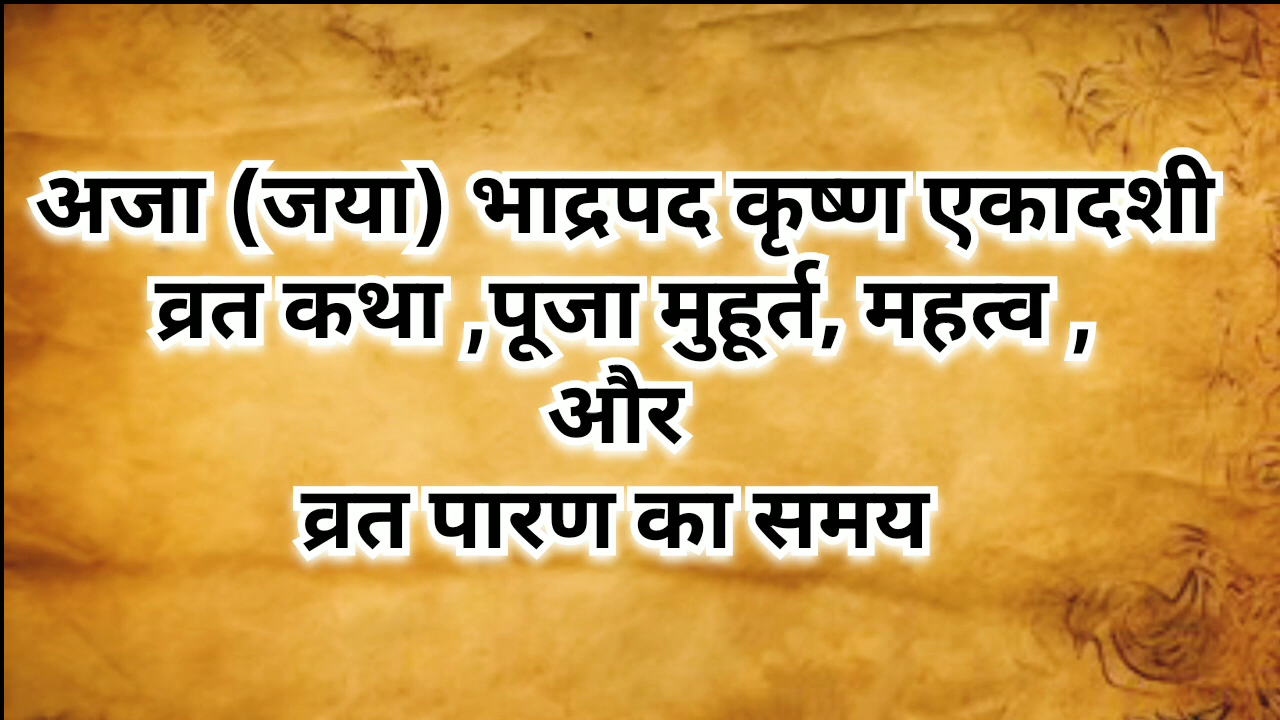 अजा (जया) भाद्रपद कृष्ण एकादशी
व्रत कथा ,पूजा मुहूर्त, महत्व ,
और
व्रत पारण का समय